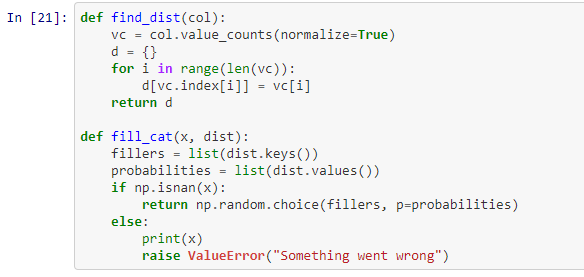 In [21]: def find_dist(col):
    vc = col.value_counts(normalize=True)
    d = {}
    for i in range(len(vc)):
        d[vc.index[i]] = vc[i]
    return d

def fill_cat(x, dist):
    fillers = list(dist.keys())
    probabilities = list(dist.values())
    if np.isnan(x):
        return np.random.choice(fillers, p=probabilities)
    else:
        print(x)
        raise ValueError("Something went wrong")